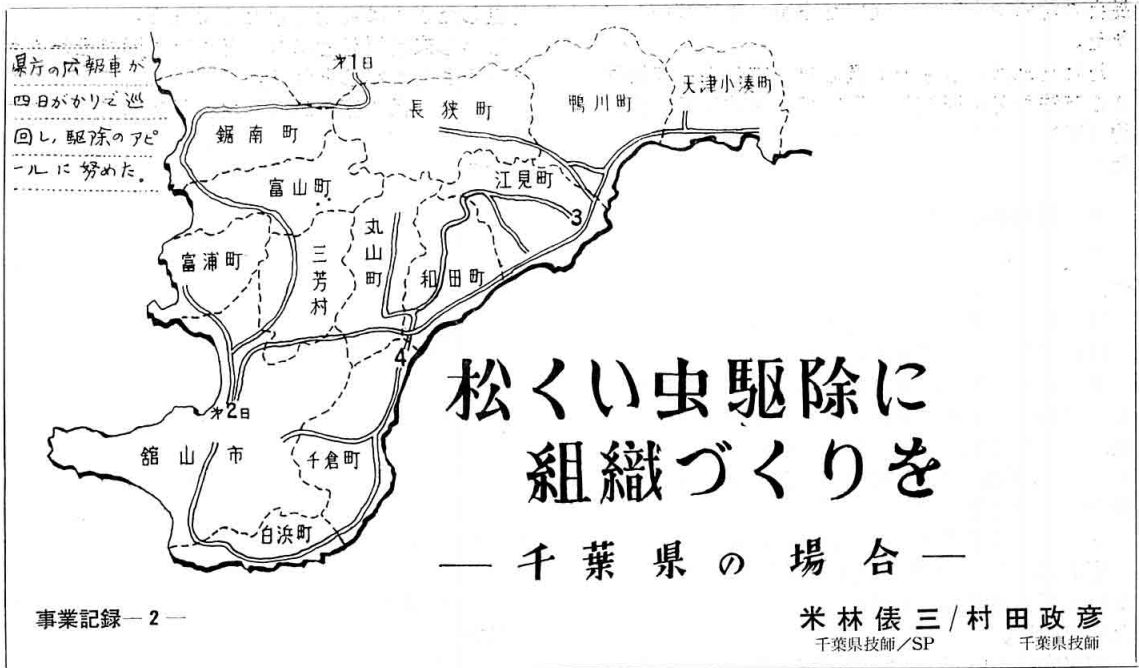 県庁の広報車が
四日がかりで巡
回し、駆除のアピ
ールに努めた。
第1日
天津小湊町
鴨川町
長狭町
鋸南町
江見町
富山町
丸山町
3
富浦町
三芳村
和田町
4
第2日
舘山市
千倉町
白浜町
松くい虫駆除に
組織づくりを
— 千葉県の場合 —
事業記録—2—
米林俵三/村田政彦
千葉県技師/SP 千葉県技師